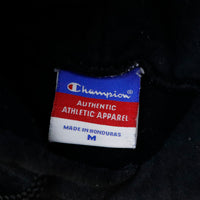 Champion
AUTHENTIC
ATHLETIC APPAREL
MADE IN HONDURAS
M